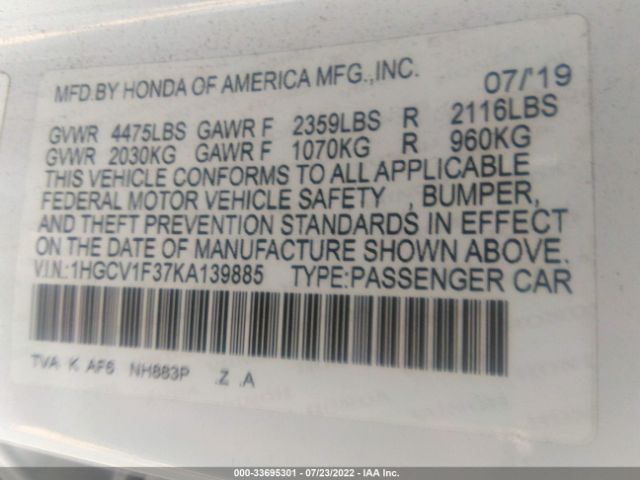 MFD.BY HONDA OF AMERICA MFG.,INC. 07/'19
GVWR 4475LBS GAWR F 2359LBS R 2116LBS
GVWR 2030KG GAWR F 1070KG R 960KG
THIS VEHICLE CONFORMS TO ALL APPLICABLE
FEDERAL MOTOR VEHICLE SAFETY , BUMPER,
AND THEFT PREVENTION STANDARDS IN EFFECT
ON THE DATE OF MANUFACTURE SHOWN ABOVE.
V.I.N.:1HGCV1F37KA139885 TYPE:PASSENGER CAR
TVA K AF6 NH883P .Z .A
000-33695301 - 07/23/2022 - IAA Inc.